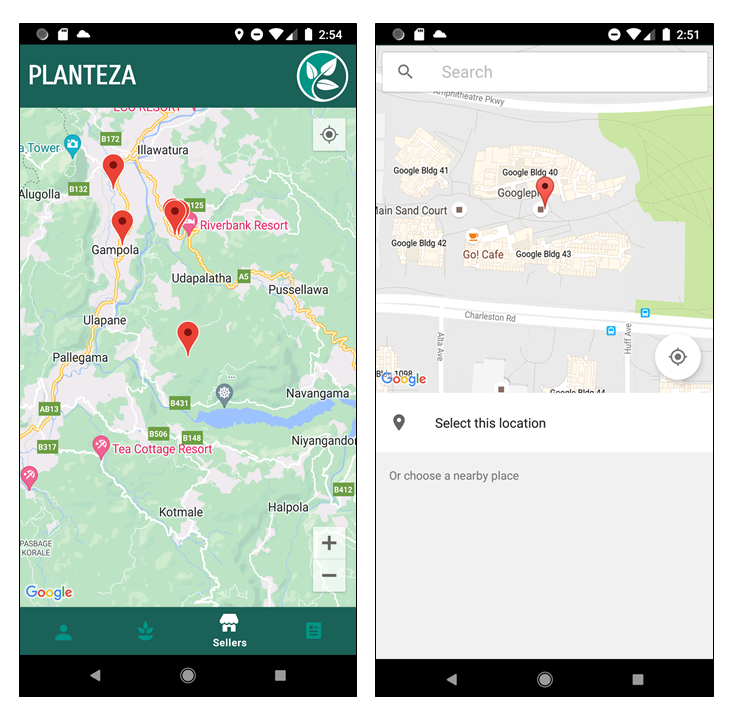 2:54
PLANTEZA
ECO RESORT
B172
Illawatura
a Tower
B132
Alugolla
B125
Riverbank Resort
Gampola
Udapalatha
A5
Pussellawa
Ulapane
Pallegama
Navangama
B431
AB13
B506
B148
Niyangandor
B317
Tea Cottage Resort
B412
Kotmale
Halpola
PASBAGE
KORALE
Google
Sellers
2:51
Search
Amphitheatre Pkwy
Google Bldg 41
Google Bldg 40
Googlep
Main Sand Court
Google Bldg 42
Go! Cafe
Google Bldg 43
Charleston Rd
Alta Ave
Huff Ave
Bldg 1098
Google
Google Bldg 44
Select this location
Or choose a nearby place